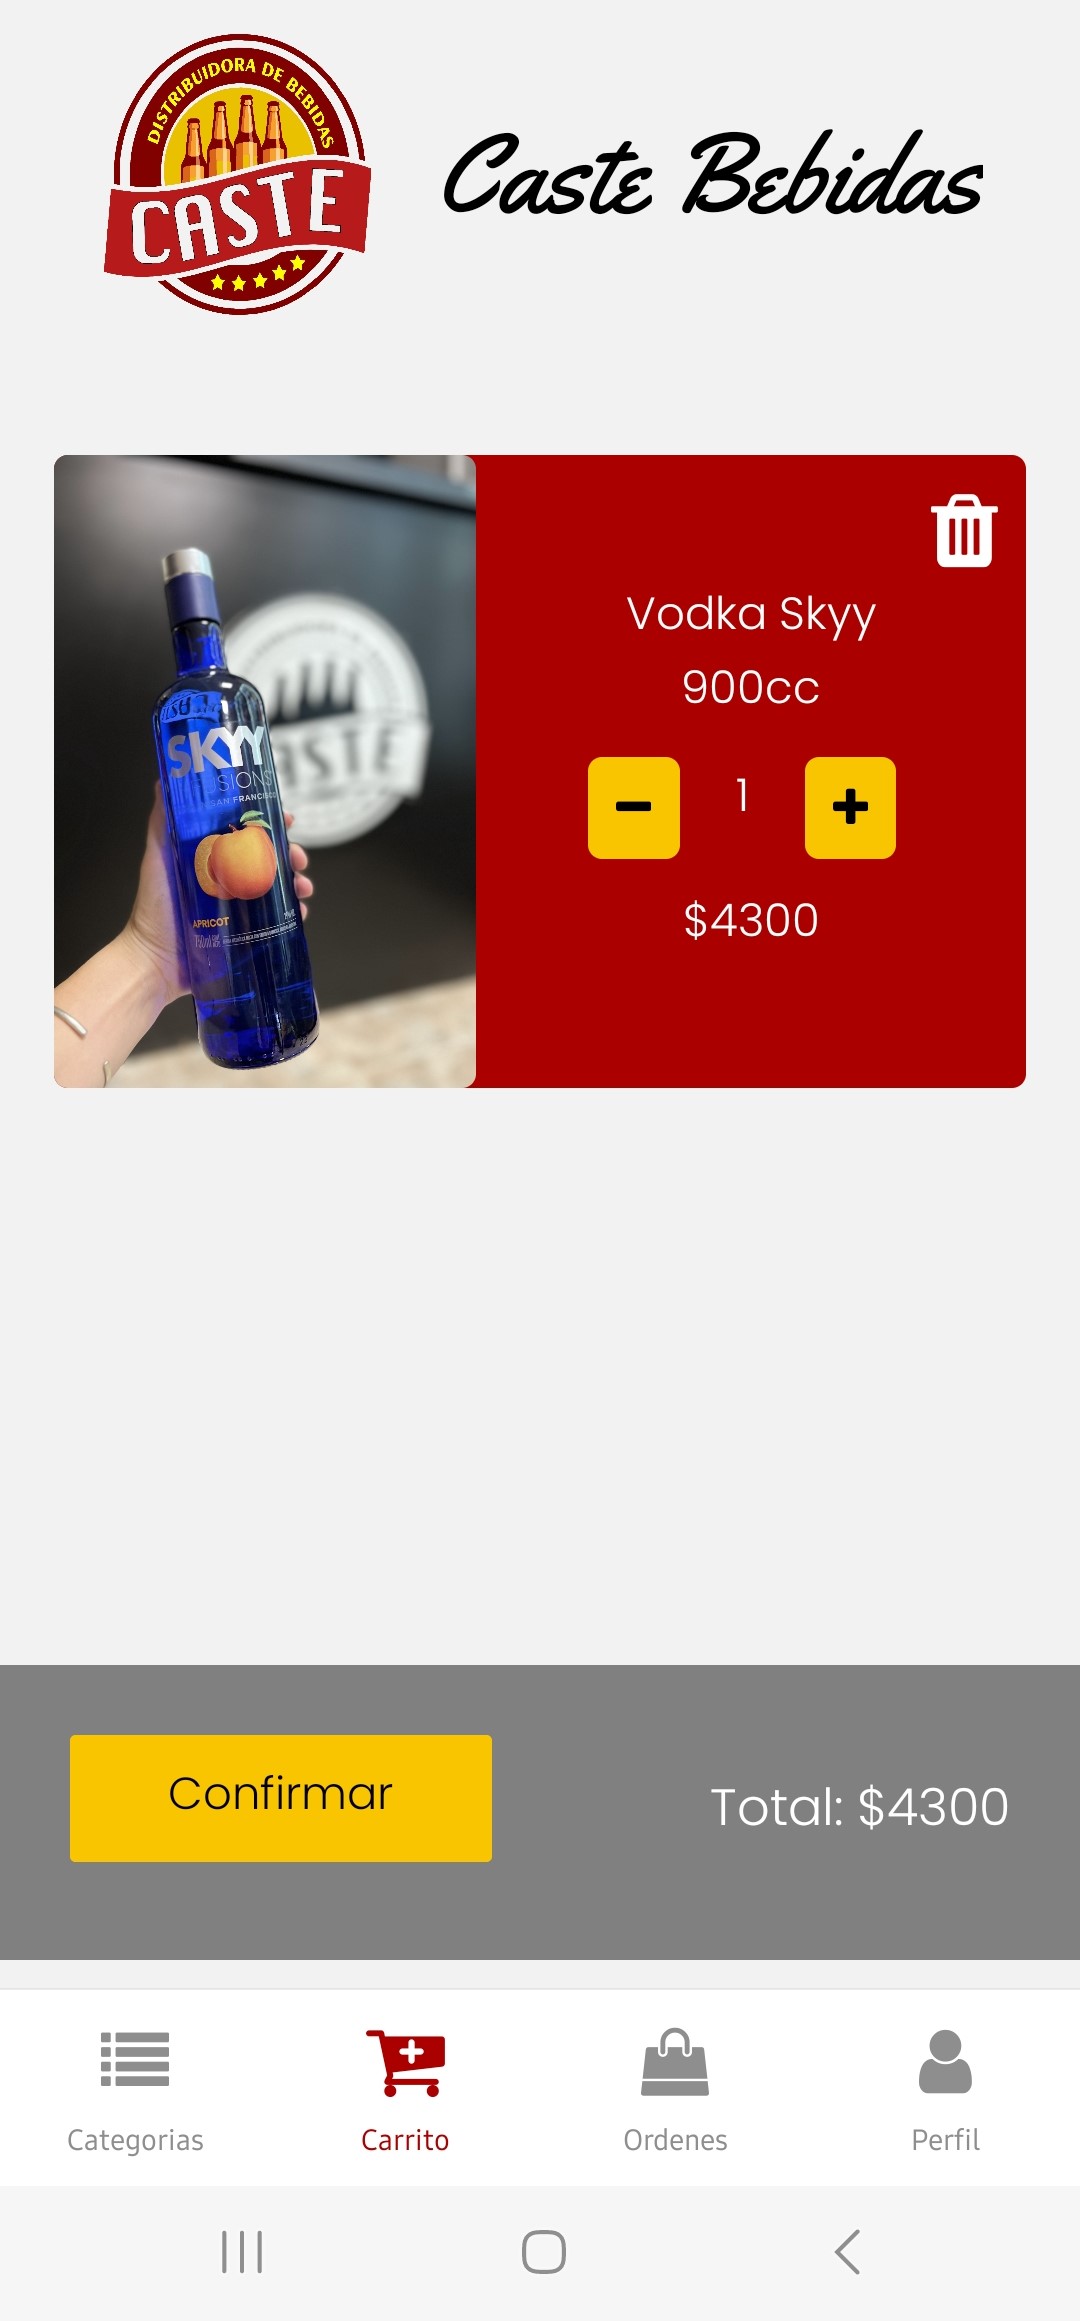 DISTRIBUIDORA DE BEBIDAS
CASTE
Caste Bebidas
SKYY
SAN FRANCISCO
APRICOT
CASTE
Vodka Skyy
900cc
1
$4300
Confirmar
Total: $4300
Categorias
Carrito
Ordenes
Perfil